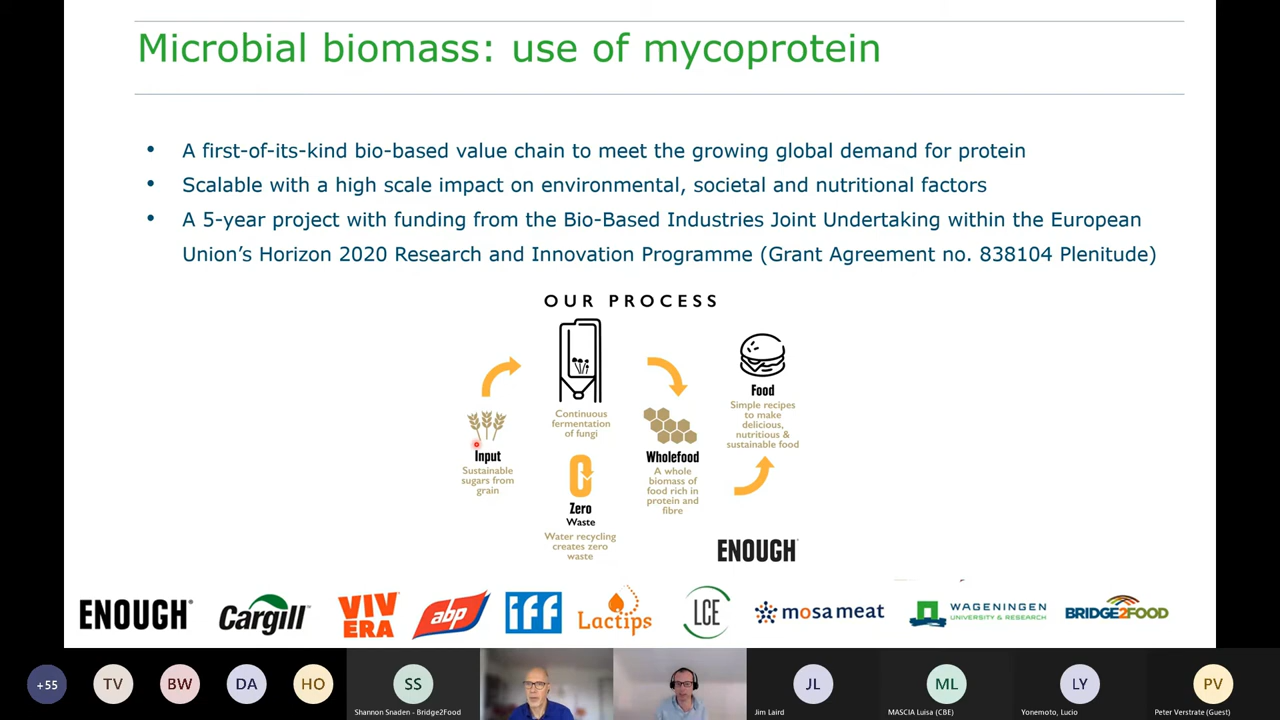 Microbial biomass: use of mycoprotein
• A first-of-its-kind bio-based value chain to meet the growing global demand for protein
• Scalable with a high scale impact on environmental, societal and nutritional factors
• A 5-year project with funding from the Bio-Based Industries Joint Undertaking within the European
Union’s Horizon 2020 Research and Innovation Programme (Grant Agreement no. 838104 Plenitude)
OUR PROCESS
Input
Sustainable
sugars from
grain
Continuous
fermentation
of fungi
Zero
Waste
Water recycling
creates zero
waste
Wholefood
A whole
biomass of
food rich in
protein and
fibre
Food
Simple recipes
to make
delicious,
nutritious &
sustainable food
ENOUGH
ENOUGH
Cargill
VIV
ERA
abp
iff
Lactips
LCE
mosa meat
WAGENINGEN
UNIVERSITY & RESEARCH
BRIDGE2FOOD
+55
TV
BW
DA
HO
SS
Shannon Snaden - Bridge2Food
JL
Jim Laird
ML
MASCIA Luisa (CBE)
LY
Yonemoto, Lucio
PV
Peter Verstrate (Guest)